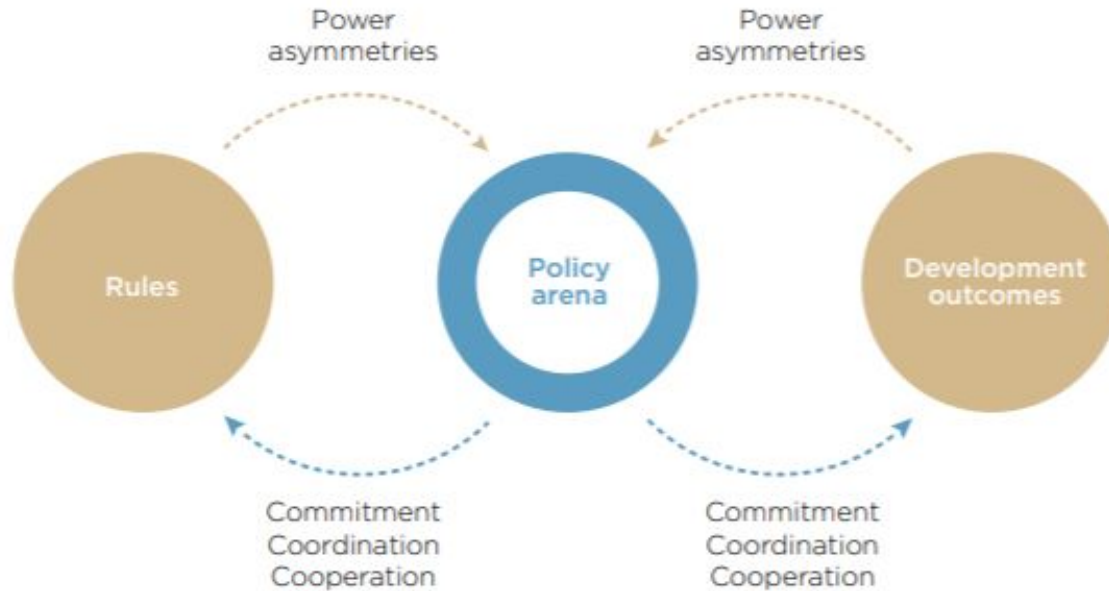 Power
asymmetries
Power
asymmetries
Rules
Policy
arena
Development
outcomes
Commitment
Coordination
Cooperation
Commitment
Coordination
Cooperation